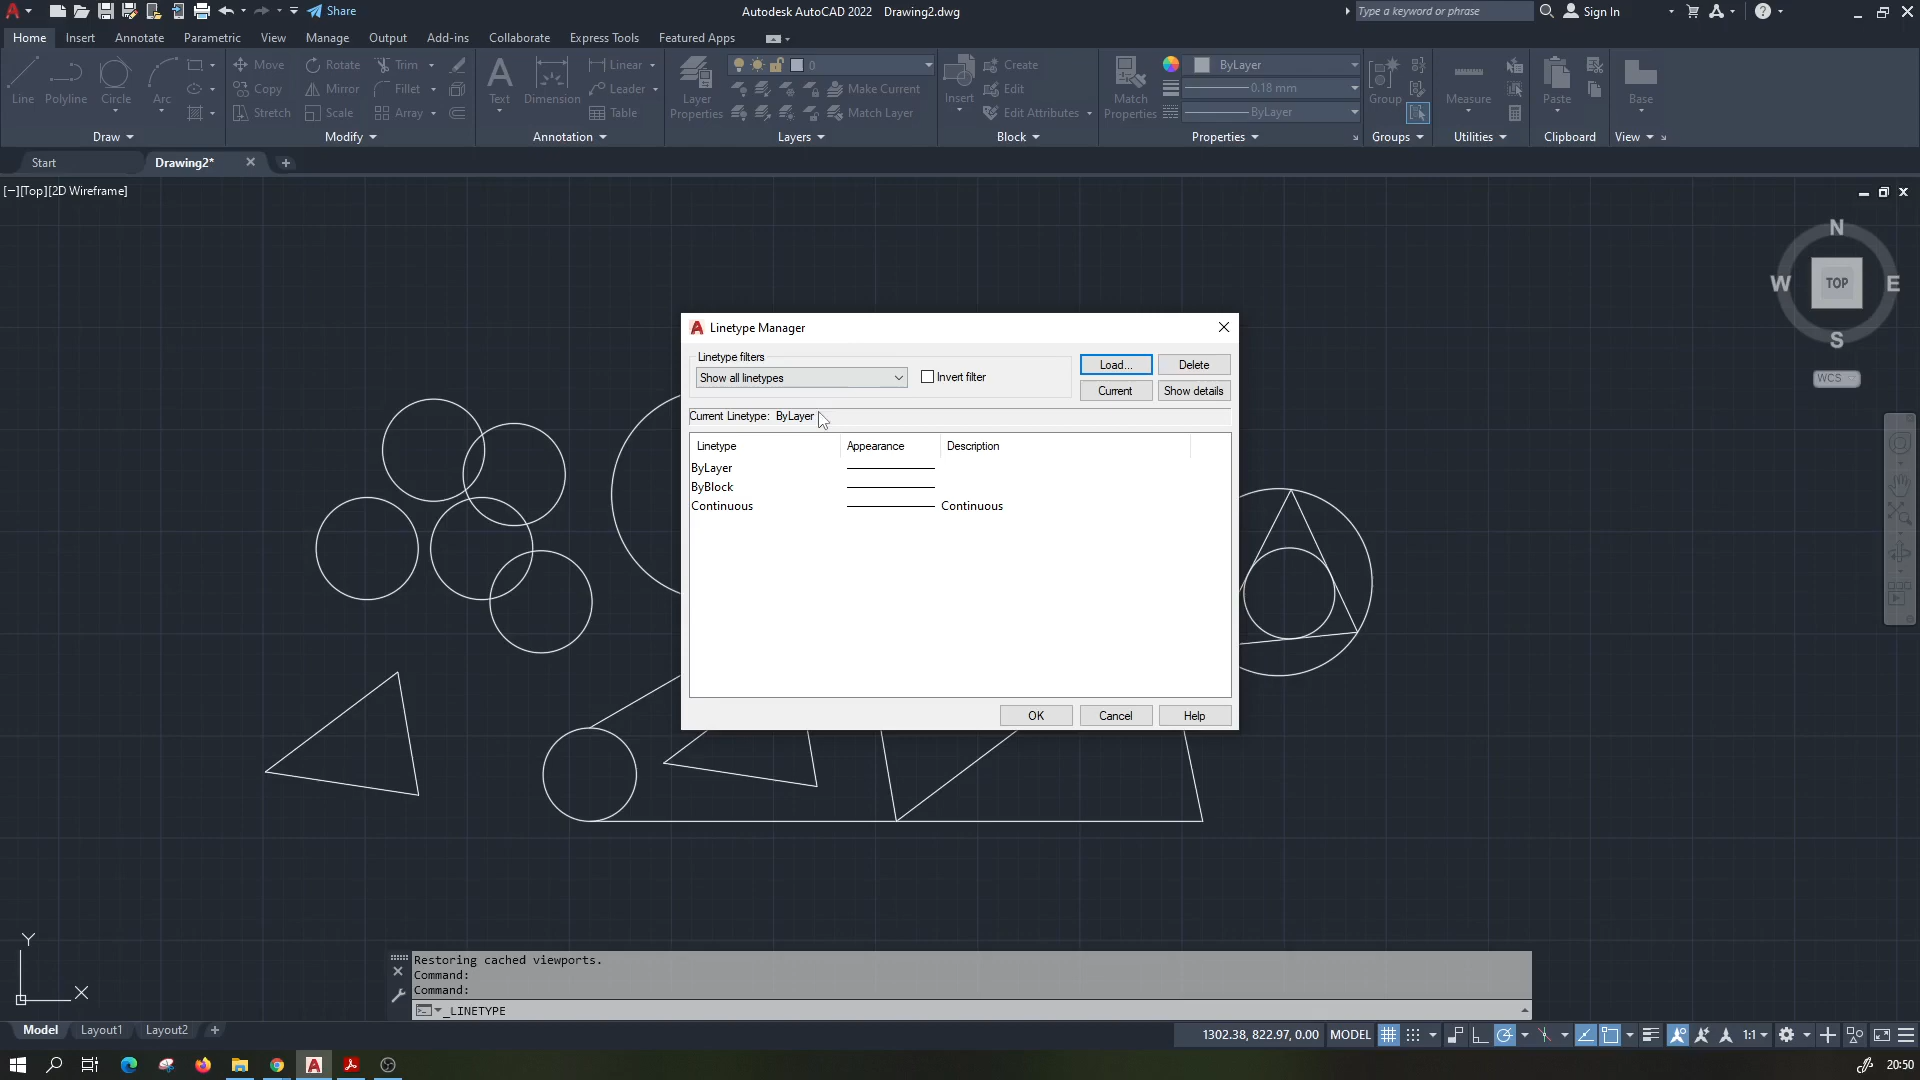 Share
Autodesk AutoCAD 2022 Drawing2.dwg
Type a keyword or phrase
Sign In
Home Insert Annotate Parametric View Manage Output Add-ins Collaborate Express Tools Featured Apps
Line Polyline Circle Arc
Move Rotate Trim
Copy Mirror Fillet
Stretch Scale Array
Text Dimension
Linear
Leader
Table
Layer Properties
0
Make Current
Match Layer
Insert
Create
Edit
Edit Attributes
Match Properties
ByLayer
0.18 mm
ByLayer
Group
Measure
Paste
Base
Draw Modify Annotation Layers Block Properties Groups Utilities Clipboard View
Start Drawing2*
[−][Top][2D Wireframe]
N
W TOP E
S
WCS
Linetype Manager
Linetype filters
Show all linetypes
Invert filter
Load... Delete
Current Show details
Current Linetype: ByLayer
Linetype Appearance Description
ByLayer
ByBlock
Continuous Continuous
OK Cancel Help
Y
X
Restoring cached viewports.
Command:
Command:
_LINETYPE
Model Layout1 Layout2
1302.38, 822.97, 0.00 MODEL 1:1
20:50